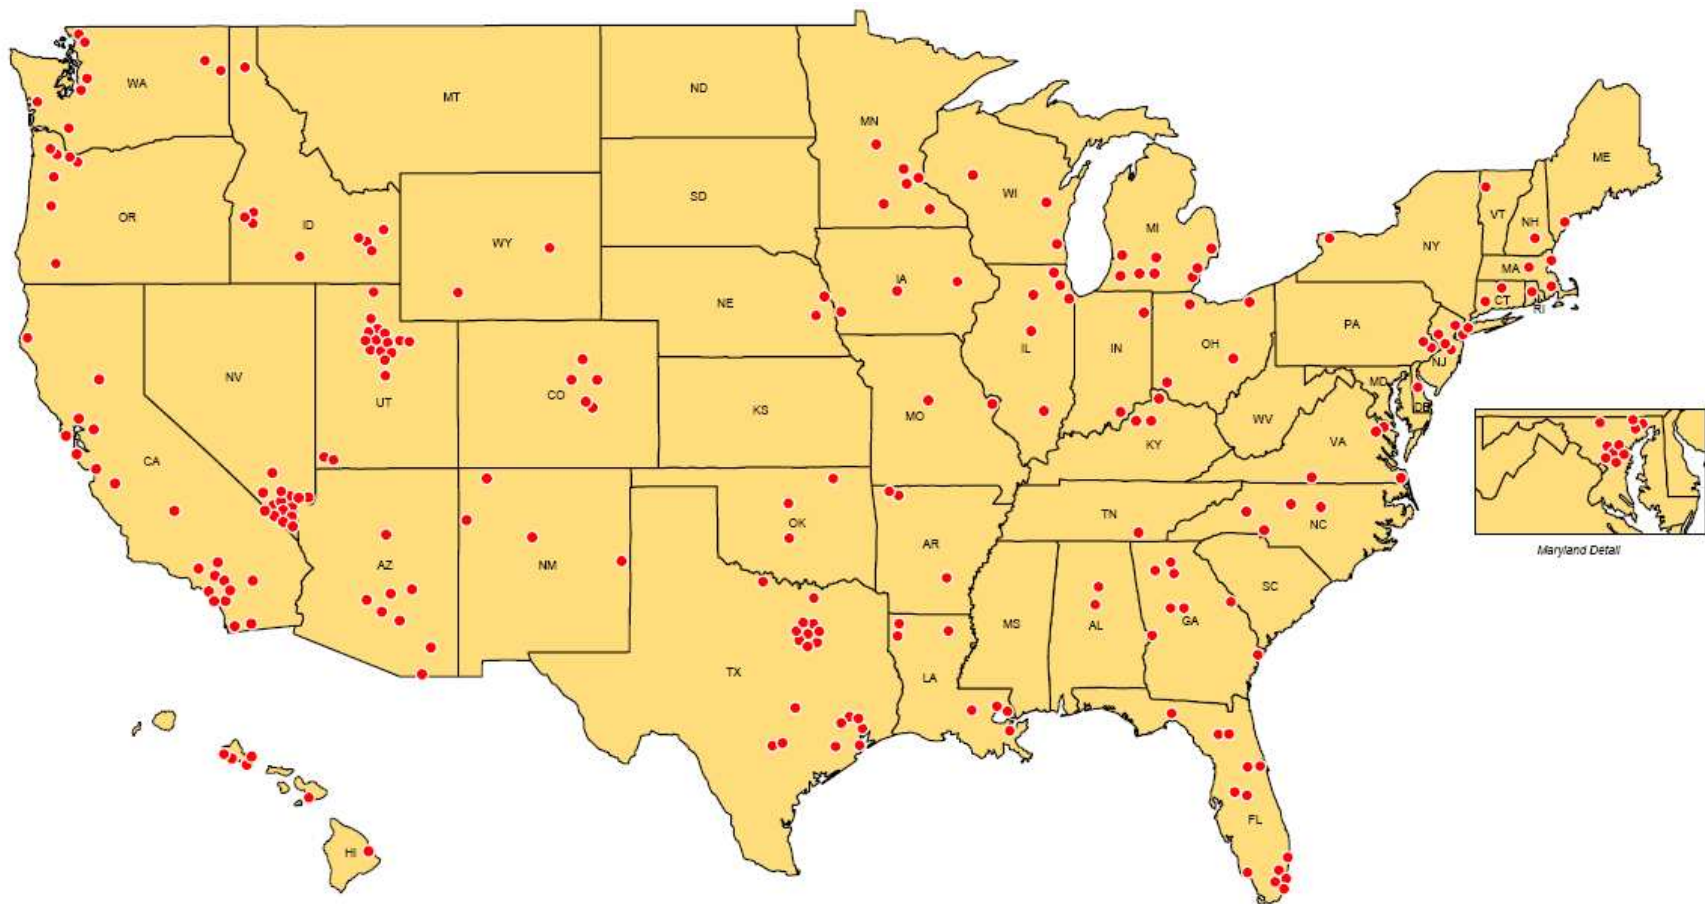 WA
MT
ND
MN
ME
OR
ID
SD
WI
MI
VT
NH
NY
WY
MA
CT
RI
IA
NE
PA
NV
UT
CO
IL
IN
OH
NJ
MD
DE
KS
MO
WV
VA
KY
CA
OK
TN
NC
AZ
NM
AR
SC
MS
AL
GA
TX
LA
FL
HI
Maryland Detail